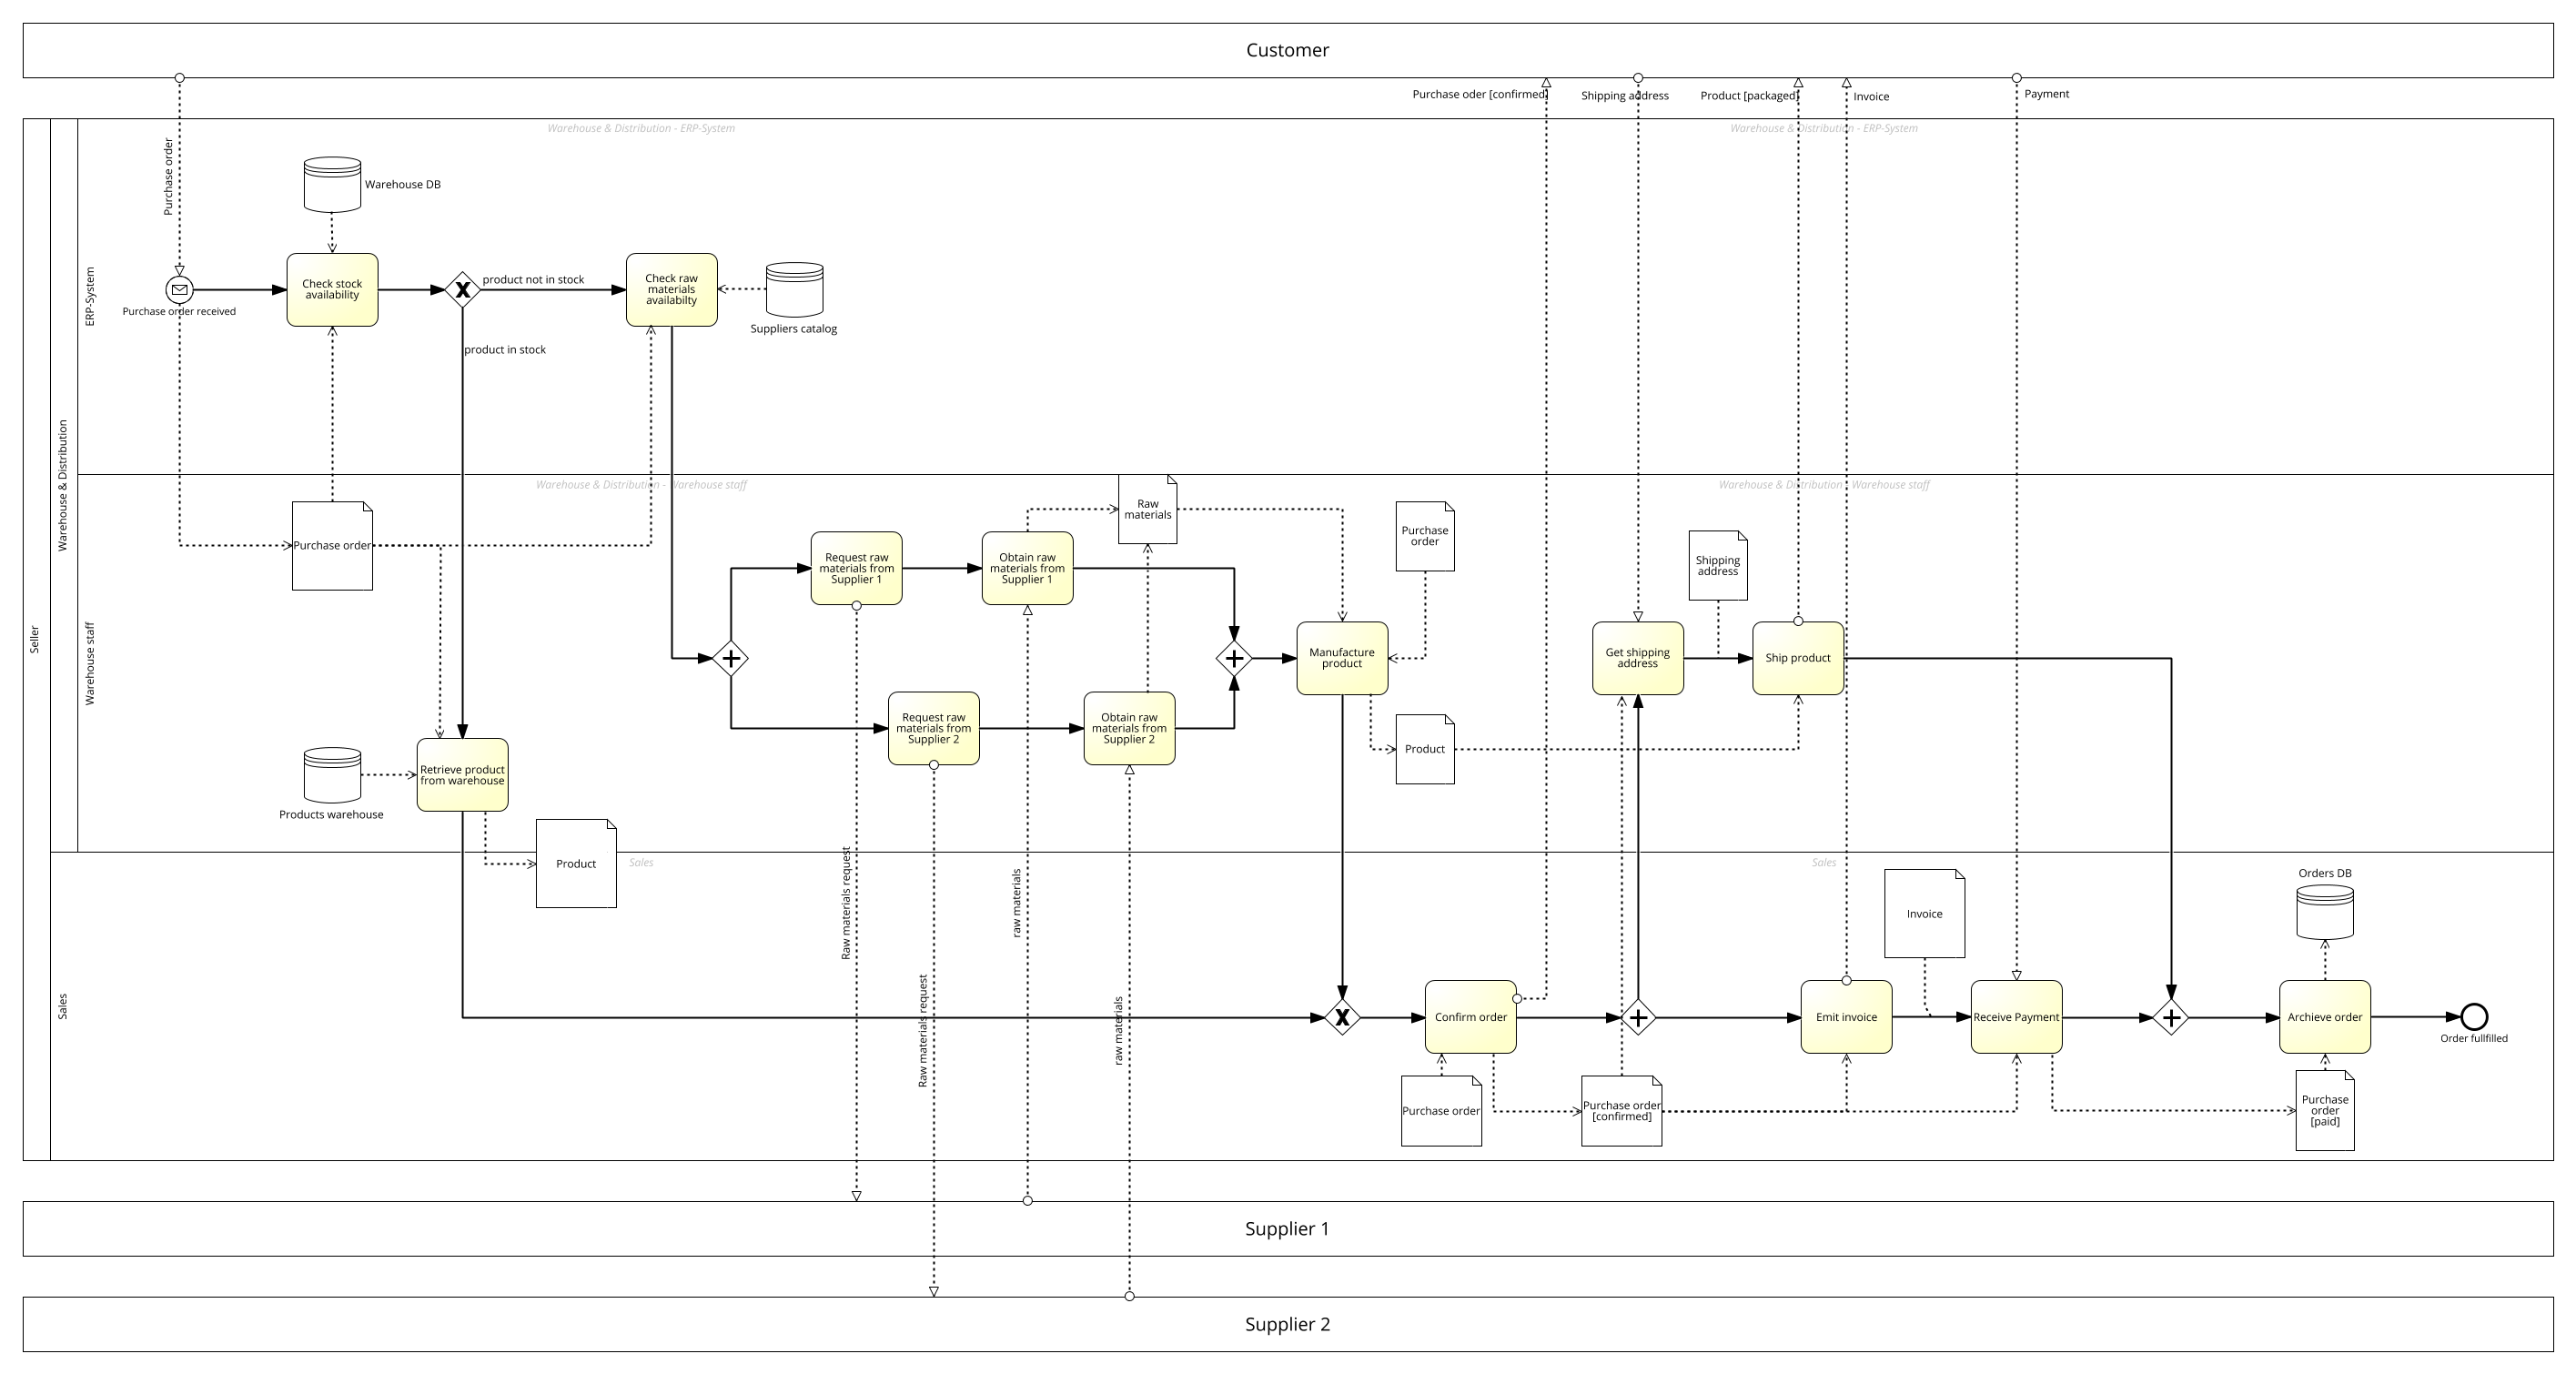 Customer
Purchase oder [confirmed]
Shipping address
Product [packaged]
Invoice
Payment
Warehouse & Distribution - ERP-System
Warehouse & Distribution - ERP-System
Purchase order
Warehouse DB
Check stock
availability
product not in stock
Check raw
materials
availabilty
Suppliers catalog
Purchase order received
product in stock
ERP-System
Warehouse & Distribution
Seller
Warehouse staff
Sales
Warehouse & Distribution - Warehouse staff
Warehouse & Distribution - Warehouse staff
Purchase order
Raw
materials
Purchase
order
Request raw
materials from
Supplier 1
Obtain raw
materials from
Supplier 1
Shipping
address
Manufacture
product
Get shipping
address
Ship product
Request raw
materials from
Supplier 2
Obtain raw
materials from
Supplier 2
Product
Retrieve product
from warehouse
Products warehouse
Product
Sales
Sales
Raw materials request
Raw materials request
raw materials
raw materials
Invoice
Orders DB
Confirm order
Emit invoice
Receive Payment
Archieve order
Order fullfilled
Purchase order
Purchase order
[confirmed]
Purchase
order
[paid]
Supplier 1
Supplier 2